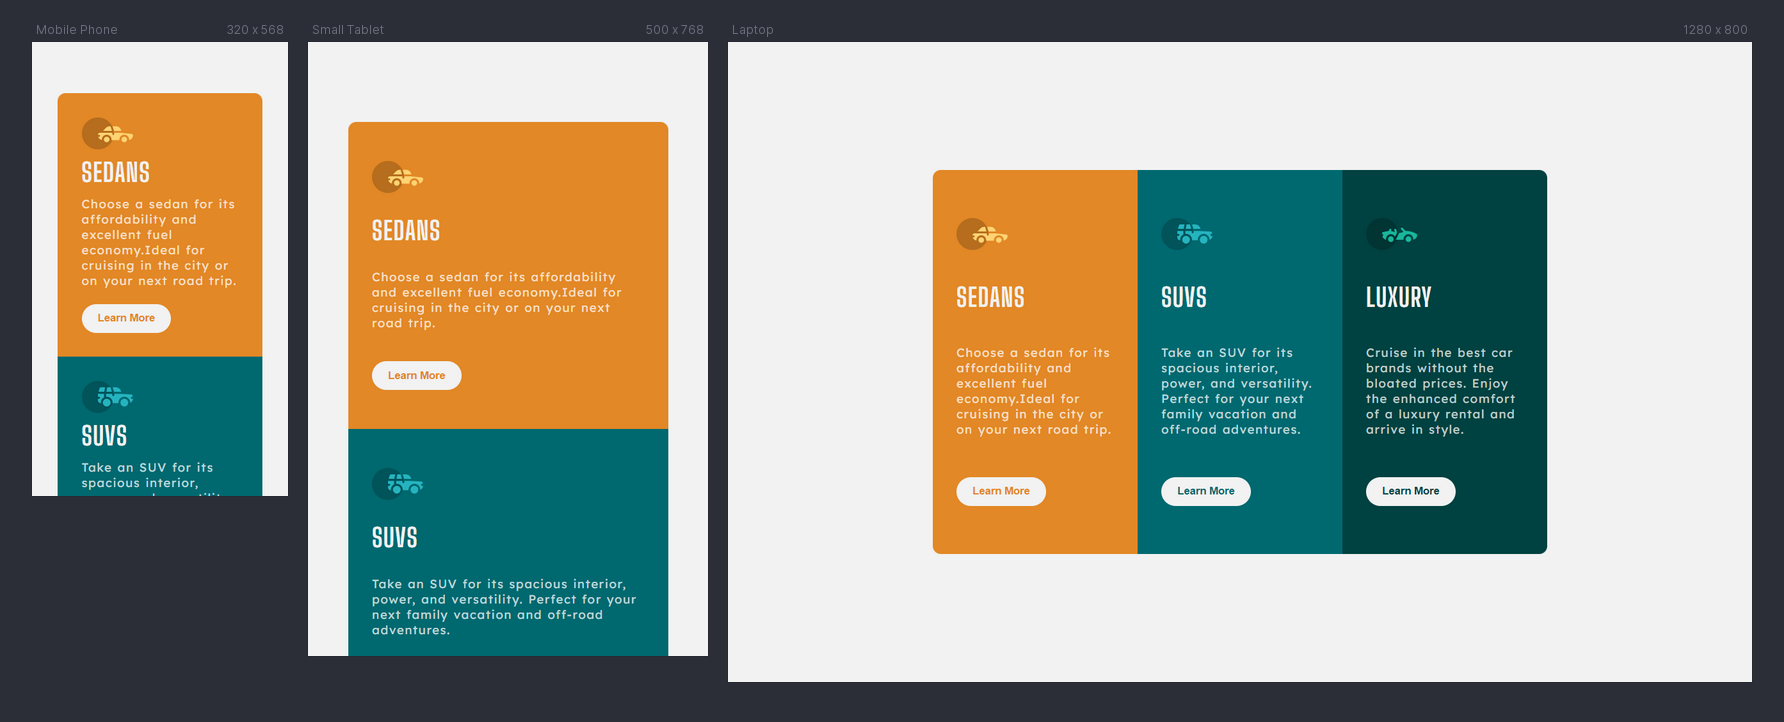 Mobile Phone 320 x 568
SEDANS
Choose a sedan for its
affordability and
excellent fuel
economy.Ideal for
cruising in the city or
on your next road trip.
Learn More
SUVS
Take an SUV for its
spacious interior,
Small Tablet 500 x 768
SEDANS
Choose a sedan for its affordability
and excellent fuel economy.Ideal for
cruising in the city or on your next
road trip.
Learn More
SUVS
Take an SUV for its spacious interior,
power, and versatility. Perfect for your
next family vacation and off-road
adventures.
Laptop 1280 x 800
SEDANS
Choose a sedan for its
affordability and
excellent fuel
economy.Ideal for
cruising in the city or
on your next road trip.
Learn More
SUVS
Take an SUV for its
spacious interior,
power, and versatility.
Perfect for your next
family vacation and
off-road adventures.
Learn More
LUXURY
Cruise in the best car
brands without the
bloated prices. Enjoy
the enhanced comfort
of a luxury rental and
arrive in style.
Learn More